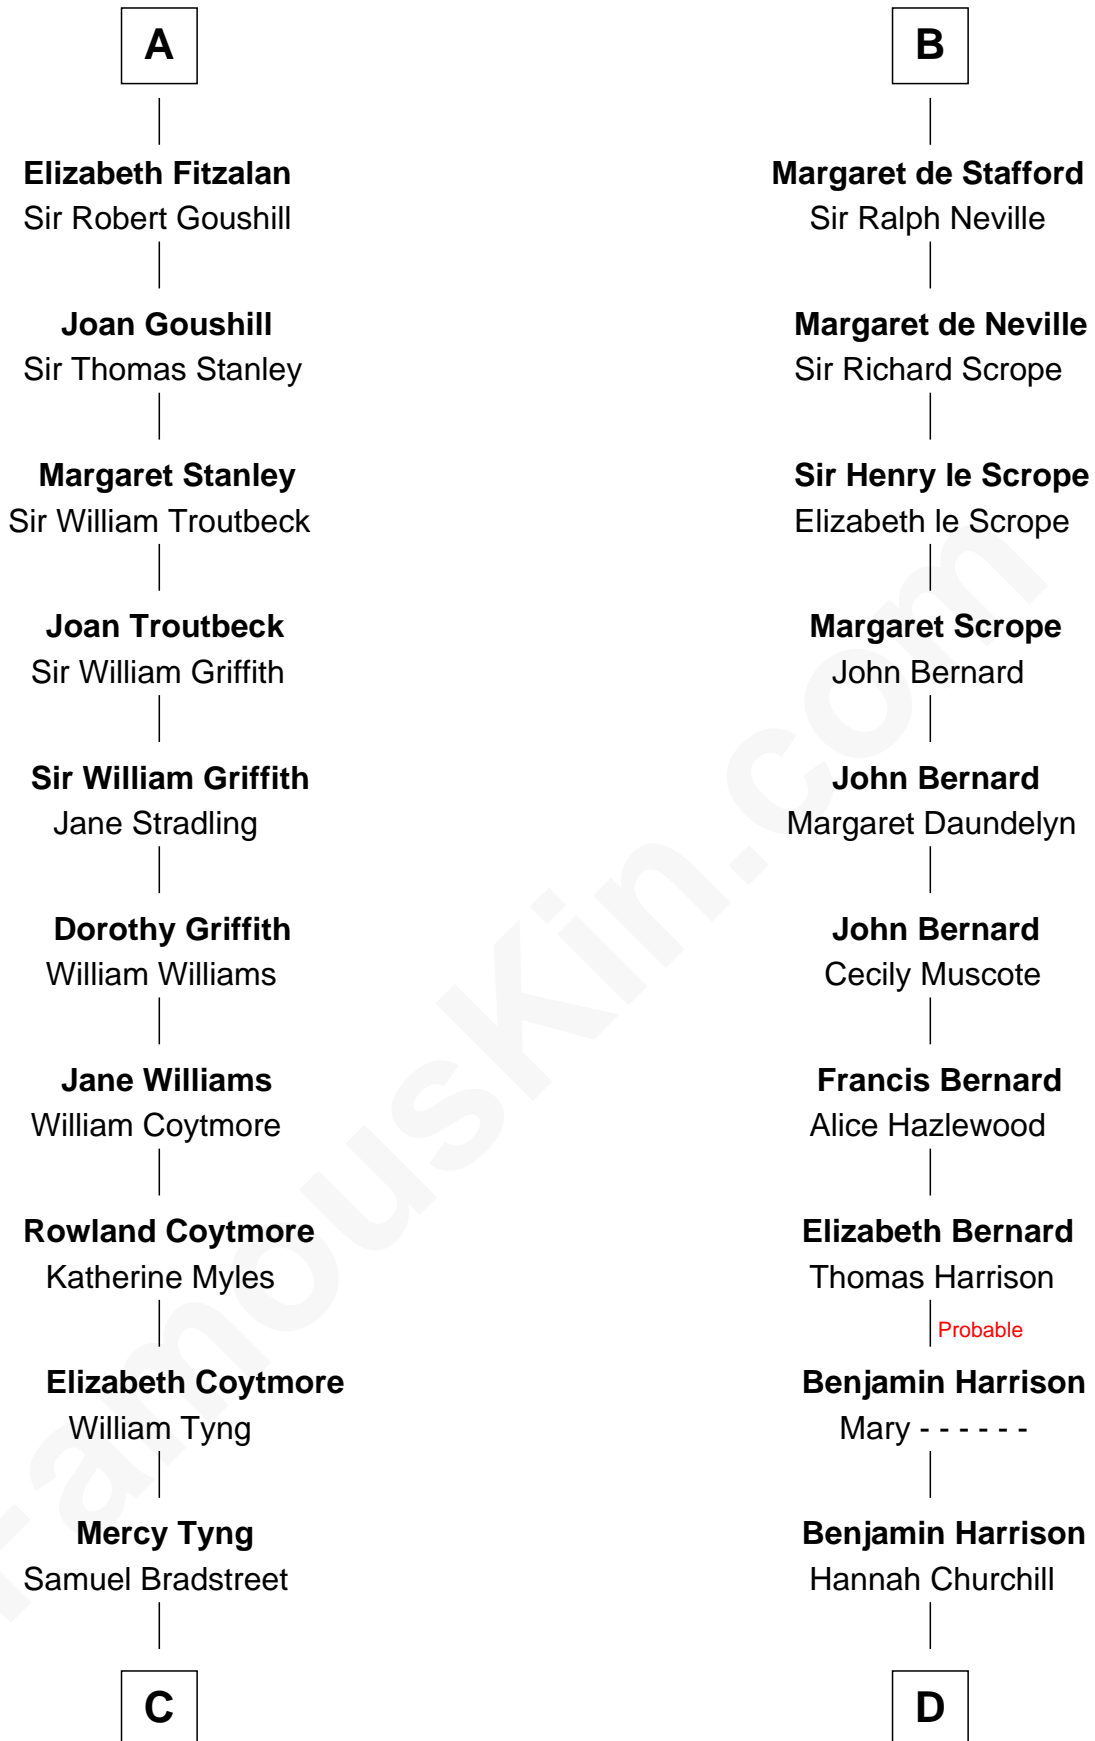 A
Elizabeth Fitzalan
Sir Robert Goushill
Joan Goushill
Sir Thomas Stanley
Margaret Stanley
Sir William Troutbeck
Joan Troutbeck
Sir William Griffith
Sir William Griffith
Jane Stradling
Dorothy Griffith
William Williams
Jane Williams
William Coytmore
Rowland Coytmore
Katherine Myles
Elizabeth Coytmore
William Tyng
Mercy Tyng
Samuel Bradstreet
C
B
Margaret de Stafford
Sir Ralph Neville
Margaret de Neville
Sir Richard Scrope
Sir Henry le Scrope
Elizabeth le Scrope
Margaret Scrope
John Bernard
John Bernard
Margaret Daundelyn
John Bernard
Cecily Muscote
Francis Bernard
Alice Hazlewood
Elizabeth Bernard
Thomas Harrison
Probable
Benjamin Harrison
Mary - - - - - -
Benjamin Harrison
Hannah Churchill
D
FamousKin.com